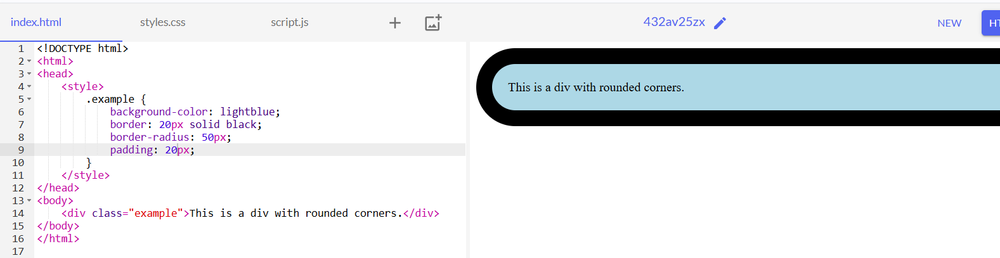 index.html styles.css script.js 432av25zx NEW
1 <!DOCTYPE html>
2 <html>
3 <head>
4     <style>
5         .example {
6             background-color: lightblue;
7             border: 20px solid black;
8             border-radius: 50px;
9             padding: 20px;
10         }
11     </style>
12 </head>
13 <body>
14     <div class="example">This is a div with rounded corners.</div>
15 </body>
16 </html>
17
This is a div with rounded corners.